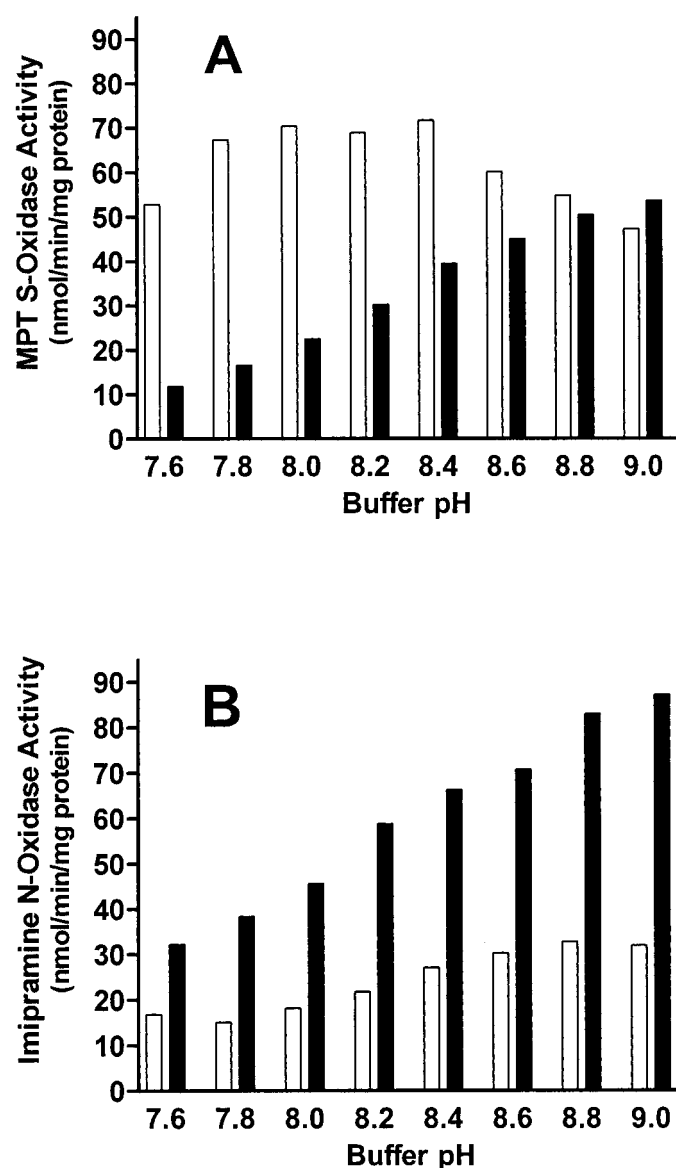 A
MPT S-Oxidase Activity
(nmol/min/mg protein)
90
80
70
60
50
40
30
20
10
0
7.6 7.8 8.0 8.2 8.4 8.6 8.8 9.0
Buffer pH
B
Imipramine N-Oxidase Activity
(nmol/min/mg protein)
90
80
70
60
50
40
30
20
10
0
7.6 7.8 8.0 8.2 8.4 8.6 8.8 9.0
Buffer pH